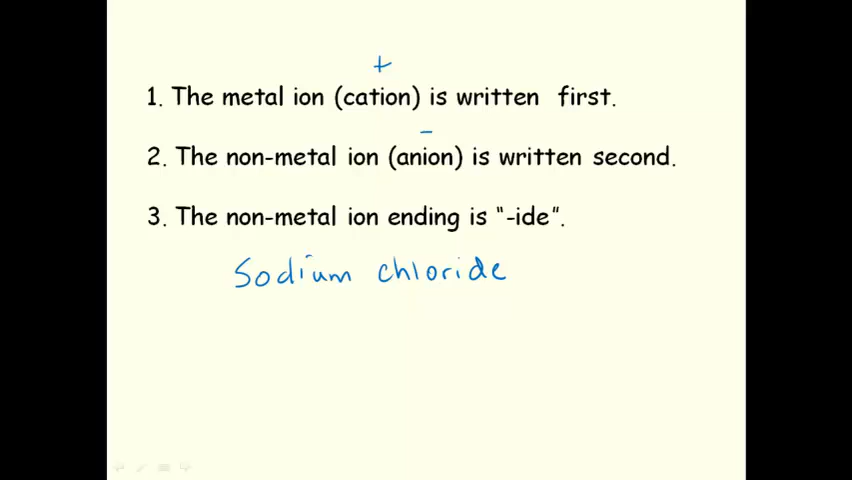 +
1. The metal ion (cation) is written first.
-
2. The non-metal ion (anion) is written second.
3. The non-metal ion ending is “-ide”.
Sodium chloride